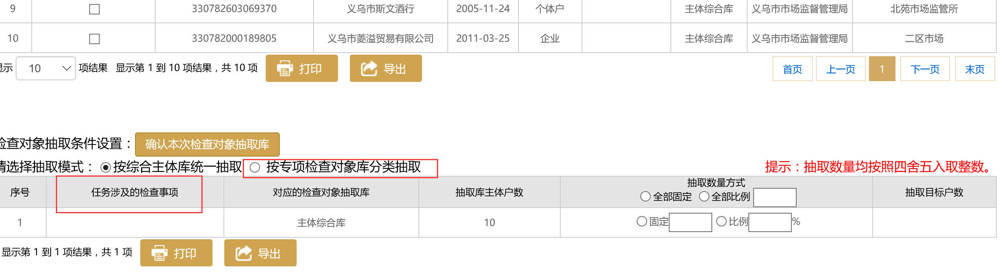 9 330782603069370 义乌市斯文酒行 2005-11-24 个体户 主体综合库 义乌市市场监督管理局 北苑市场监管所
10 330782000189805 义乌市菱溢贸易有限公司 2011-03-25 企业 主体综合库 义乌市市场监督管理局 二区市场
显示 10 项结果 显示第 1 到 10 项结果，共 10 项 打印 导出 首页 上一页 1 下一页 末页
检查对象抽取条件设置： 确认本次检查对象抽取库
请选择抽取模式： 按综合主体库统一抽取 按专项检查对象库分类抽取 提示：抽取数量均按照四舍五入取整数。
序号 任务涉及的检查事项 对应的检查对象抽取库 抽取库主体户数 抽取数量方式 抽取目标户数
全部固定 全部比例
1 主体综合库 10 固定 比例 %
显示第 1 到 1 项结果，共 1 项 打印 导出